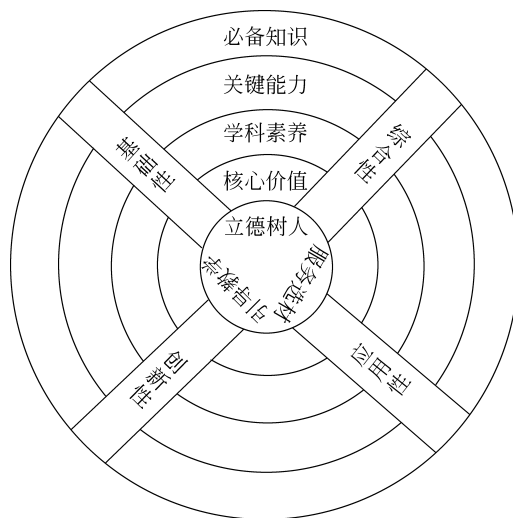 必备知识
关键能力
学科素养
核心价值
立德树人
服务选材
引导教学
基础性
综合性
应用性
创新性